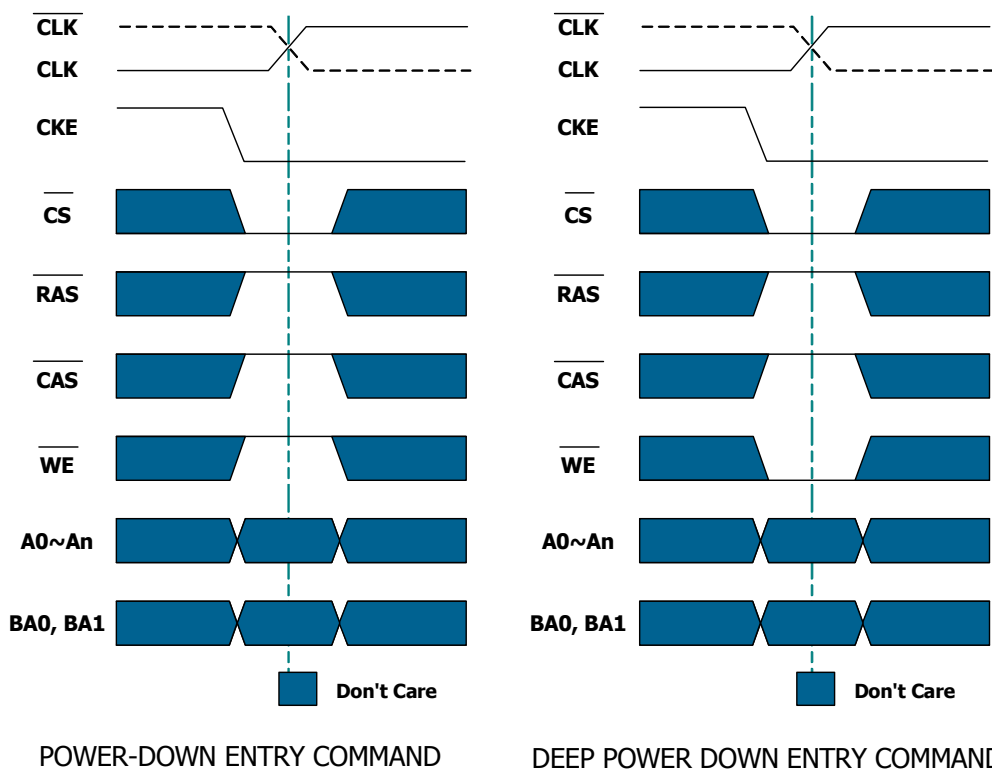 CLK
CLK
CKE
CS
RAS
CAS
WE
A0~An
BA0, BA1
Don't Care
POWER-DOWN ENTRY COMMAND
CLK
CLK
CKE
CS
RAS
CAS
WE
A0~An
BA0, BA1
Don't Care
DEEP POWER DOWN ENTRY COMMAND